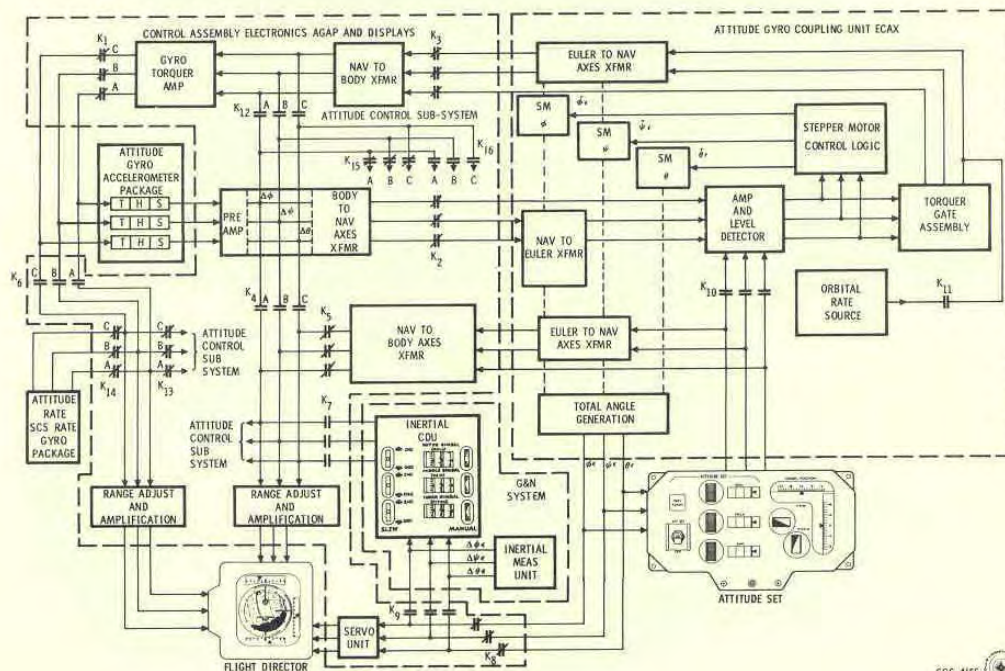 CONTROL ASSEMBLY ELECTRONICS AGAP AND DISPLAYS
ATTITUDE GYRO COUPLING UNIT ECAX
K1
C
B
A
GYRO
TORQUER
AMP
NAV TO
BODY XFMR
K3
EULER TO NAV
AXES XFMR
K12
A
B
C
ATTITUDE CONTROL SUB-SYSTEM
SM
φ
SM
SM
STEPPER MOTOR
CONTROL LOGIC
K15
A
B
C
A
B
C
K16
ATTITUDE
GYRO
ACCELEROMETER
PACKAGE
T H S
T H S
T H S
PRE
AMP
Δφ
Δψ
Δθ
BODY
TO
NAV
AXES
XFMR
K2
NAV TO
EULER XFMR
AMP
AND
LEVEL
DETECTOR
TORQUER
GATE
ASSEMBLY
K6
C
B
A
K4
A
B
C
K5
NAV TO
BODY AXES
XFMR
EULER TO NAV
AXES XFMR
K10
ORBITAL
RATE
SOURCE
K11
C
B
A
K14
C
B
A
K13
ATTITUDE
CONTROL
SUB
SYSTEM
ATTITUDE
RATE
SCS RATE
GYRO
PACKAGE
K7
ATTITUDE
CONTROL
SUB
SYSTEM
INERTIAL
CDU
SLEW
MANUAL
G&N
SYSTEM
TOTAL ANGLE
GENERATION
RANGE ADJUST
AND
AMPLIFICATION
RANGE ADJUST
AND
AMPLIFICATION
INERTIAL
MEAS
UNIT
ATTITUDE SET
ATTITUDE SET
K9
SERVO
UNIT
K8
FLIGHT DIRECTOR